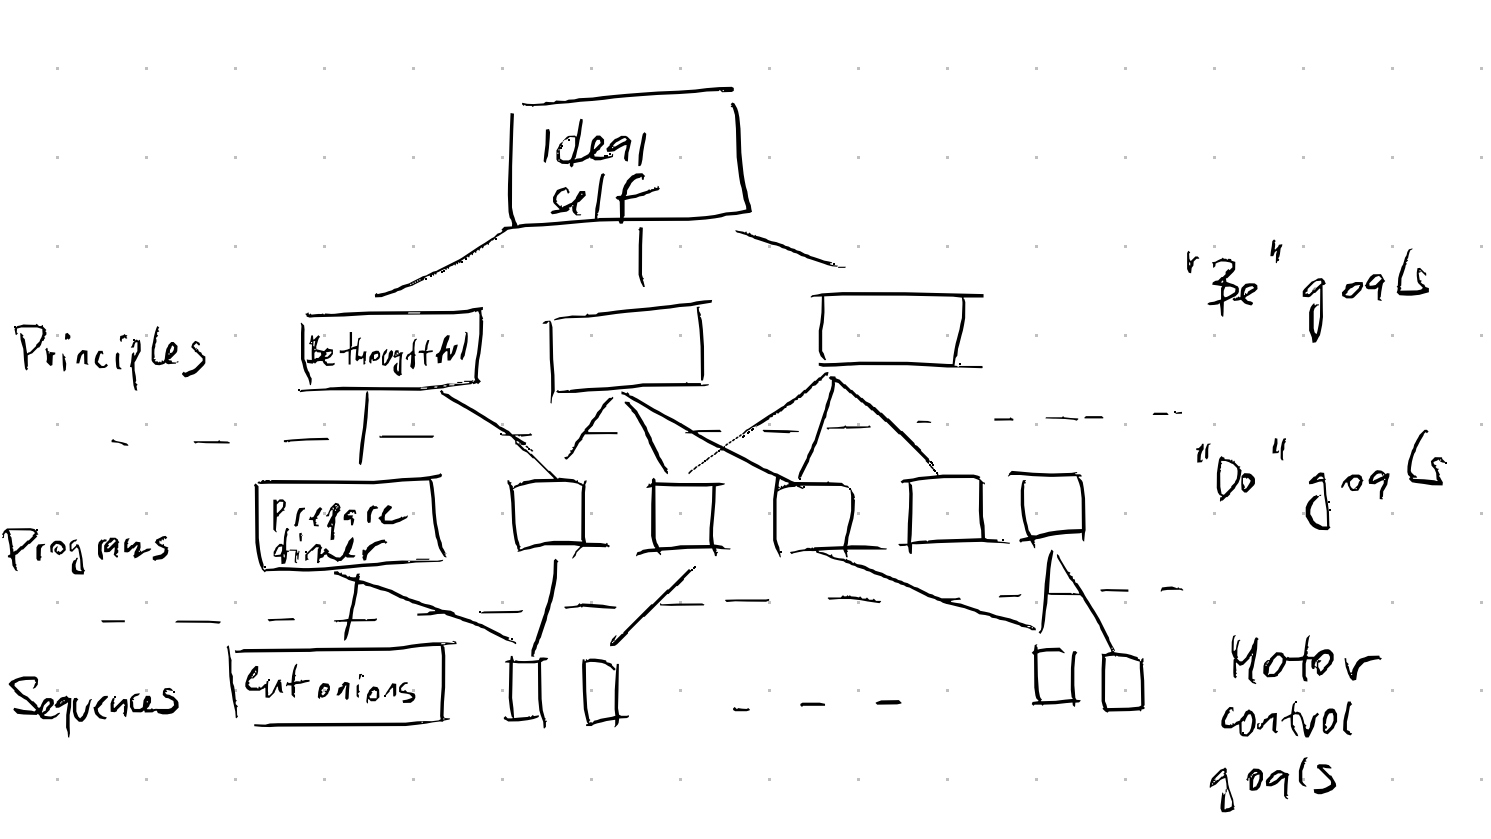 Ideal
self
"Be" goals
Principles
Be thoughtful
"Do" goals
Prepare
dinner
Programs
Sequences
cut onions
Motor
control
goals